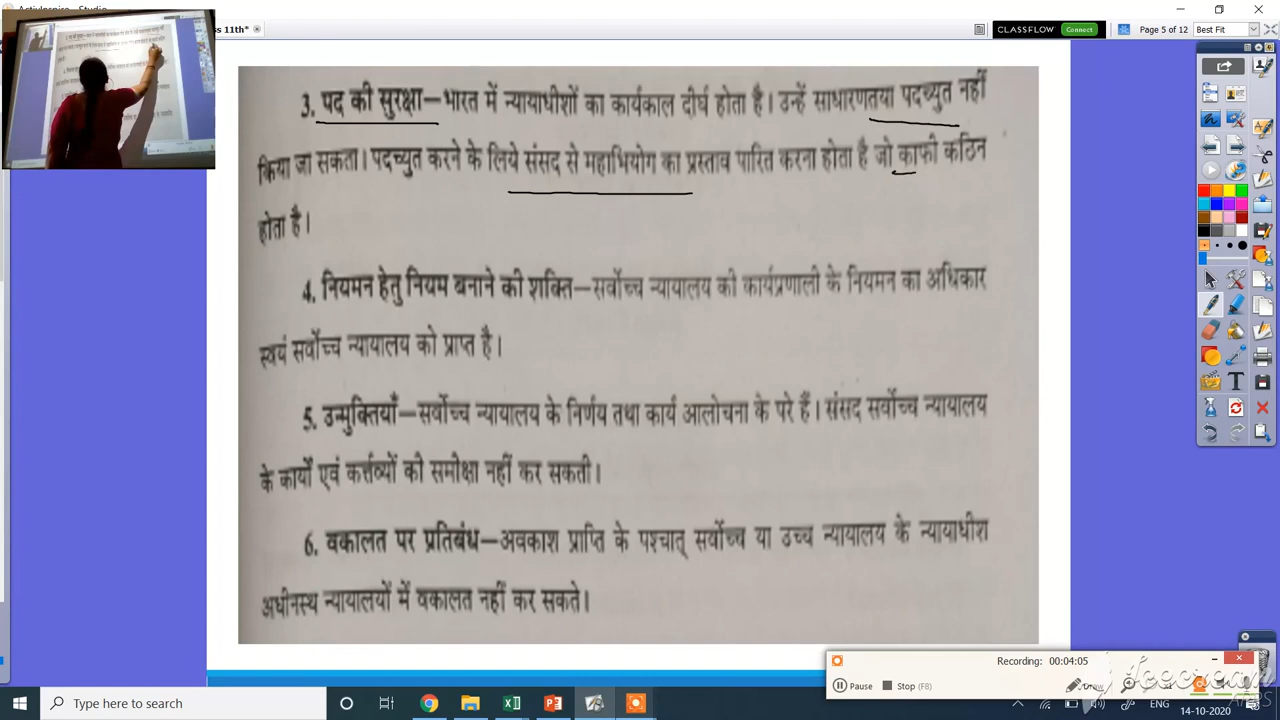 ss 11th*
CLASSFLOW
Connect
Page 5 of 12
Best Fit
3. पद की सुरक्षा–भारत में न्यायाधीशों का कार्यकाल दीर्घ होता है। उन्हें साधारणतया पदच्युत नहीं
किया जा सकता। पदच्युत करने के लिये संसद से महाभियोग का प्रस्ताव पारित करना होता है जो काफी कठिन
होता है।
4. नियमन हेतु नियम बनाने की शक्ति–सर्वोच्च न्यायालय की कार्यप्रणाली के नियमन का अधिकार
स्वयं सर्वोच्च न्यायालय को प्राप्त है।
5. उन्मुक्तियाँ–सर्वोच्च न्यायालय के निर्णय तथा कार्य आलोचना के परे हैं। संसद सर्वोच्च न्यायालय
के कार्यों एवं कर्त्तव्यों की समीक्षा नहीं कर सकती।
6. वकालत पर प्रतिबंध–अवकाश प्राप्ति के पश्चात् सर्वोच्च या उच्च न्यायालय के न्यायाधीश
अधीनस्थ न्यायालयों में वकालत नहीं कर सकते।
Recording: 00:04:05
Pause Stop (F8) Draw
Type here to search
ENG
14-10-2020